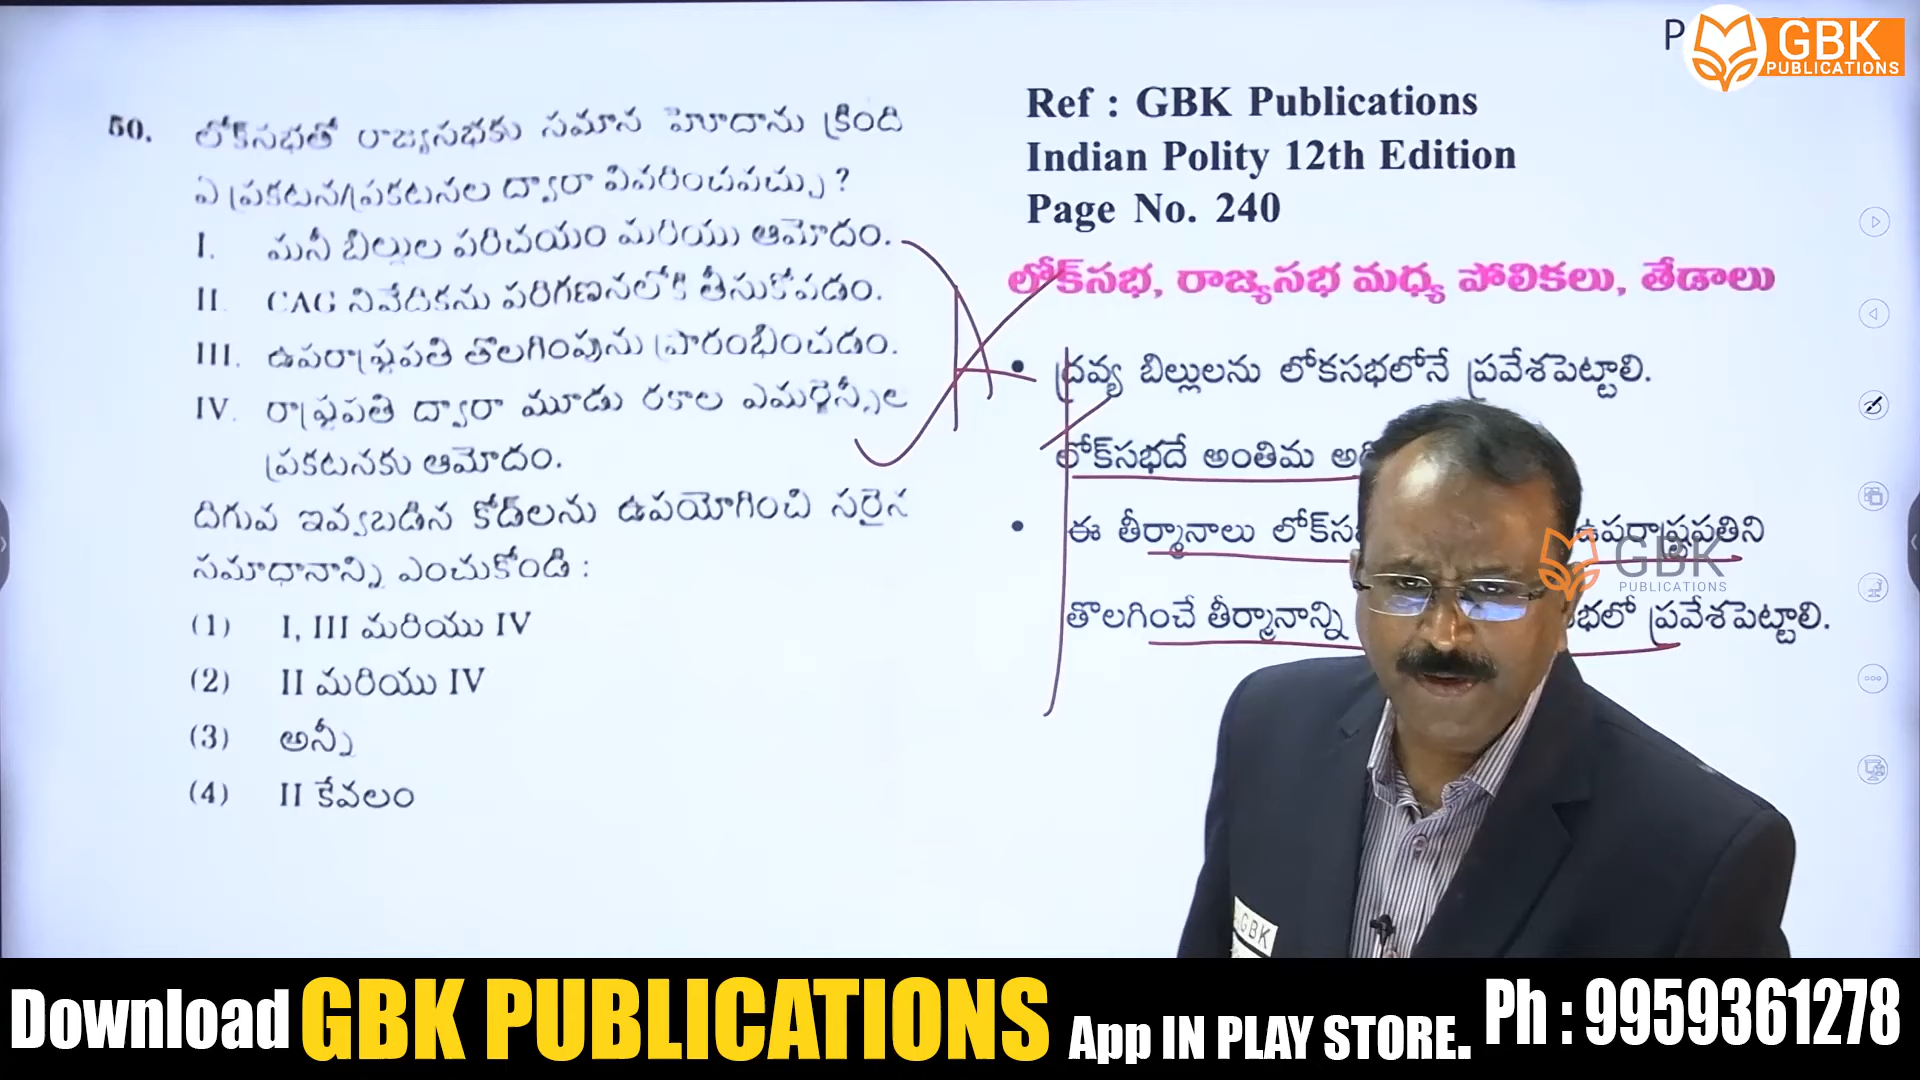 P
GBK
PUBLICATIONS
50. లోక్‌సభతో రాజ్యసభకు సమాన హెూదాను క్రింది
ఏ ప్రకటన/ప్రకటనల ద్వారా వివరించవచ్చు ?
I. మనీ బిల్లుల పరిచయం మరియు ఆమోదం.
II. CAG నివేదికను పరిగణనలోకి తీసుకోవడం.
III. ఉపరాష్ట్రపతి తొలగింపును ప్రారంభించడం.
IV. రాష్ట్రపతి ద్వారా మూడు రకాల ఎమర్జెన్సీల
ప్రకటనకు ఆమోదం.
దిగువ ఇవ్వబడిన కోడ్‌లను ఉపయోగించి సరైన
సమాధానాన్ని ఎంచుకోండి :
(1) I, III మరియు IV
(2) II మరియు IV
(3) అన్నీ
(4) II కేవలం
Ref : GBK Publications
Indian Polity 12th Edition
Page No. 240
లోక్‌సభ, రాజ్యసభ మధ్య పోలికలు, తేడాలు
• ద్రవ్య బిల్లులను లోకసభలోనే ప్రవేశపెట్టాలి.
లోక్‌సభదే అంతిమ
• ఈ తీర్మానాలు ఉపరాష్ట్రపతిని
తొలగించే తీర్మానాన్ని ప్రవేశపెట్టాలి.
GBK
PUBLICATIONS
GBK
Download GBK PUBLICATIONS App IN PLAY STORE. Ph : 9959361278